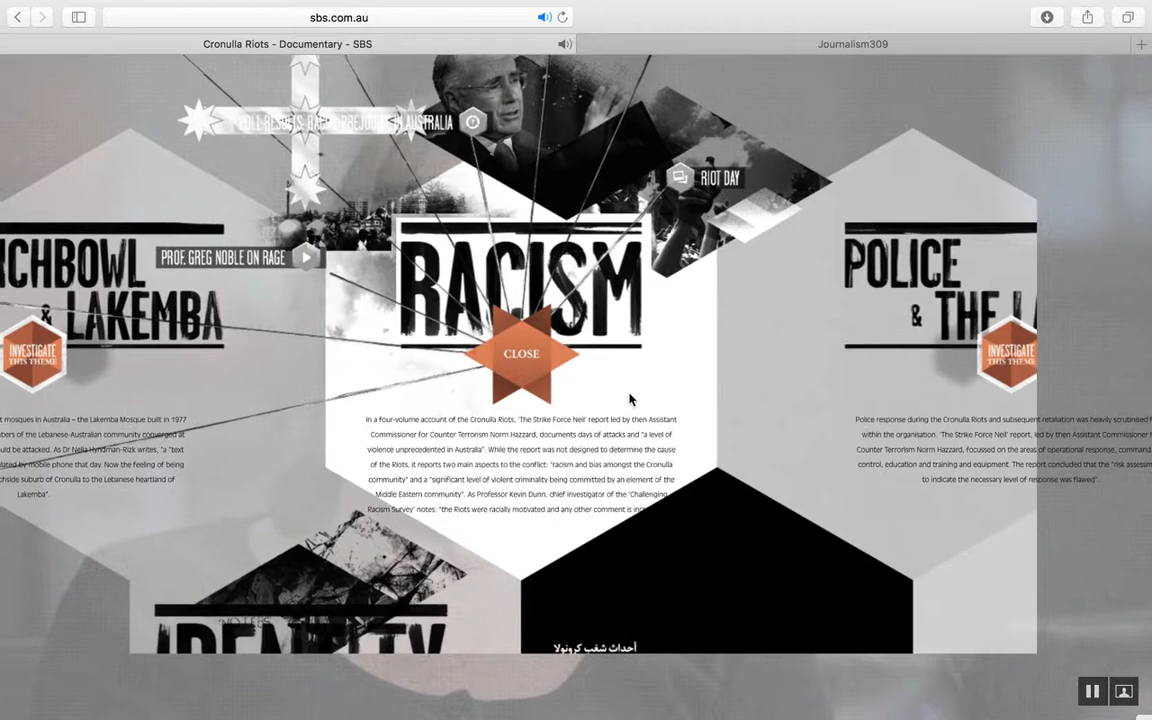 sbs.com.au
Cronulla Riots - Documentary - SBS
Journalism309
POLL RESULTS: RACIAL PREJUDICE IN AUSTRALIA
RIOT DAY
PROF. GREG NOBLE ON RAGE
CHBOWL
& LAKEMBA
INVESTIGATE
THIS THEME
t mosques in Australia – the Lakemba Mosque built in 1977
bers of the Lebanese-Australian community converged at
uld be attacked. As Dr Nelia Hyndman-Rizk writes, a "text
lated by mobile phone that day. Now the feeling of being
chside suburb of Cronulla to the Lebanese heartland of
Lakemba".
RACISM
CLOSE
In a four-volume account of the Cronulla Riots, 'The Strike Force Neil' report led by then Assistant
Commissioner for Counter Terrorism Norm Hazzard, documents days of attacks and "a level of
violence unprecedented in Australia". While the report was not designed to determine the cause
of the Riots, it reports two main aspects to the conflict: "racism and bias amongst the Cronulla
community" and a "significant level of violent criminality being committed by an element of the
Middle Eastern community". As Professor Kevin Dunn, chief investigator of the 'Challenging
Racism Survey' notes: "the Riots were racially motivated and any other comment is
POLICE
& THE
INVESTIGATE
THIS THEME
Police response during the Cronulla Riots and subsequent retaliation was heavily scrutinised f
within the organisation. 'The Strike Force Neil' report, led by then Assistant Commissioner f
Counter Terrorism Norm Hazzard, focussed on the areas of operational response, command
control, education and training and equipment. The report concluded that the "risk assessm
to indicate the necessary level of response was flawed".
IDENTITY
أحداث شغب كرونولا